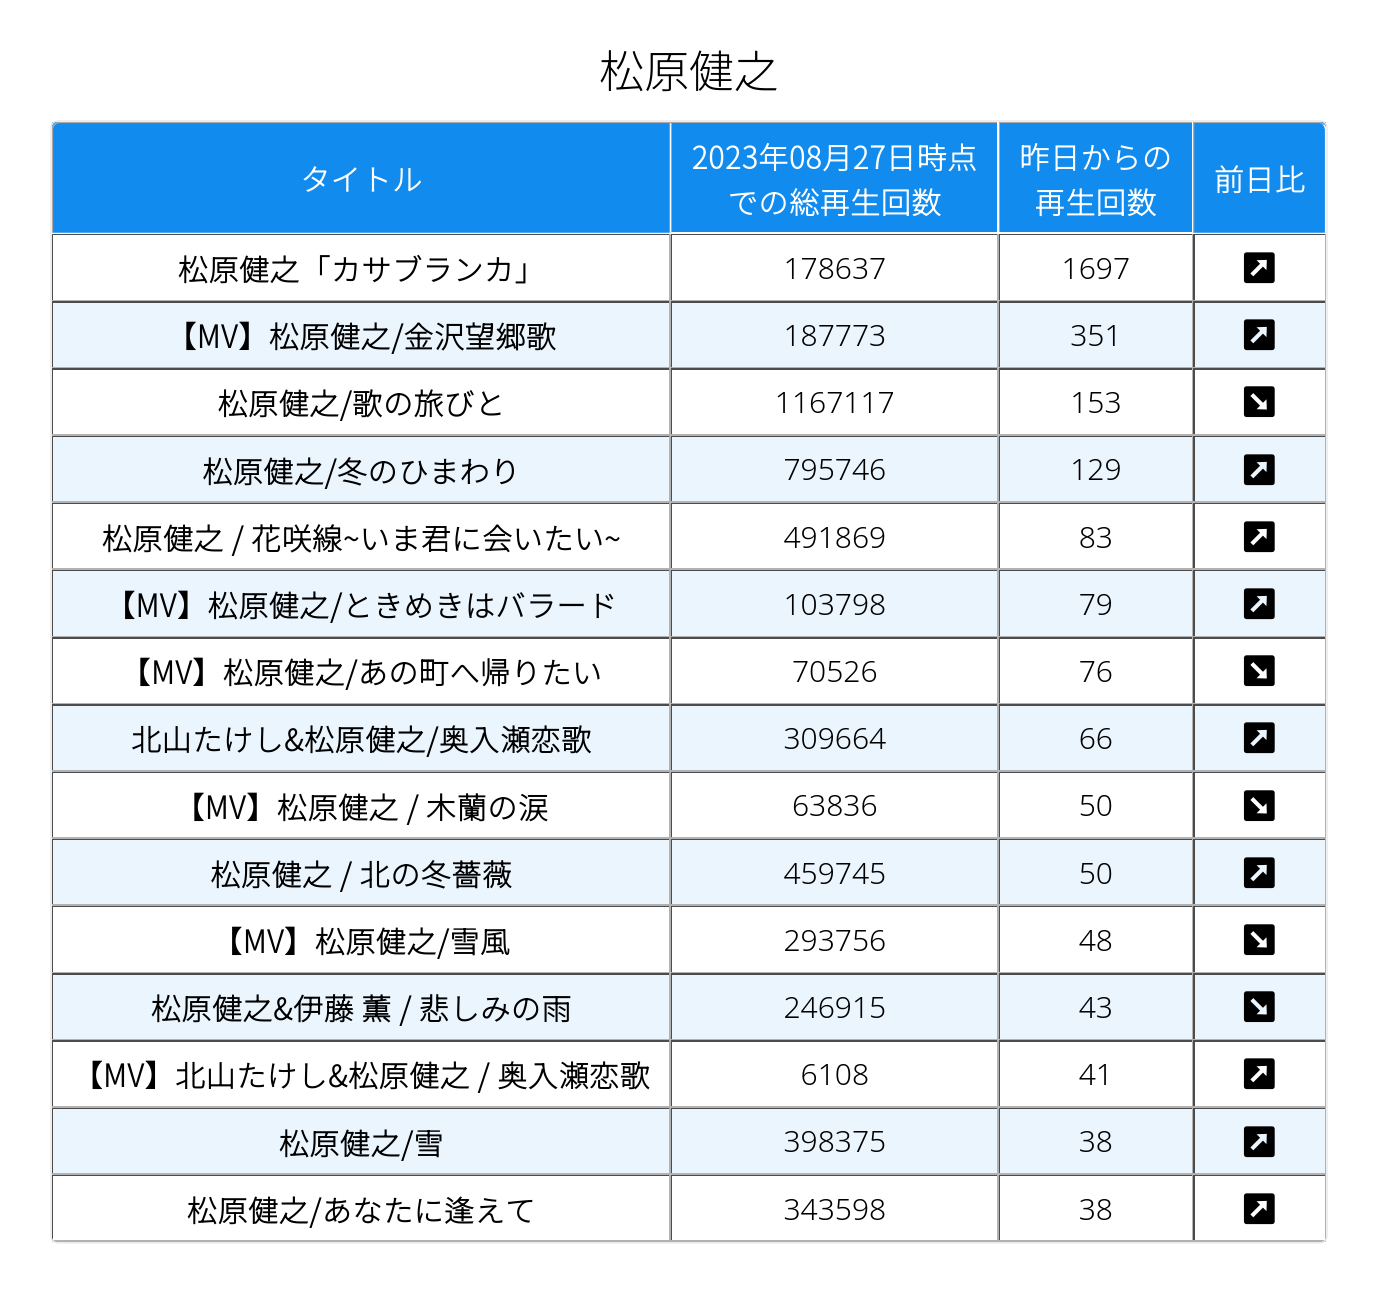 松原健之
タイトル
2023年08月27日時点
での総再生回数
昨日からの
再生回数
前日比
松原健之「カサブランカ」 178637 1697 ↗
【MV】松原健之/金沢望郷歌 187773 351 ↗
松原健之/歌の旅びと 1167117 153 ↘
松原健之/冬のひまわり 795746 129 ↗
松原健之 / 花咲線~いま君に会いたい~ 491869 83 ↗
【MV】松原健之/ときめきはバラード 103798 79 ↗
【MV】松原健之/あの町へ帰りたい 70526 76 ↘
北山たけし&松原健之/奥入瀬恋歌 309664 66 ↗
【MV】松原健之 / 木蘭の涙 63836 50 ↘
松原健之 / 北の冬薔薇 459745 50 ↗
【MV】松原健之/雪風 293756 48 ↘
松原健之&伊藤 薫 / 悲しみの雨 246915 43 ↘
【MV】北山たけし&松原健之 / 奥入瀬恋歌 6108 41 ↗
松原健之/雪 398375 38 ↗
松原健之/あなたに逢えて 343598 38 ↗